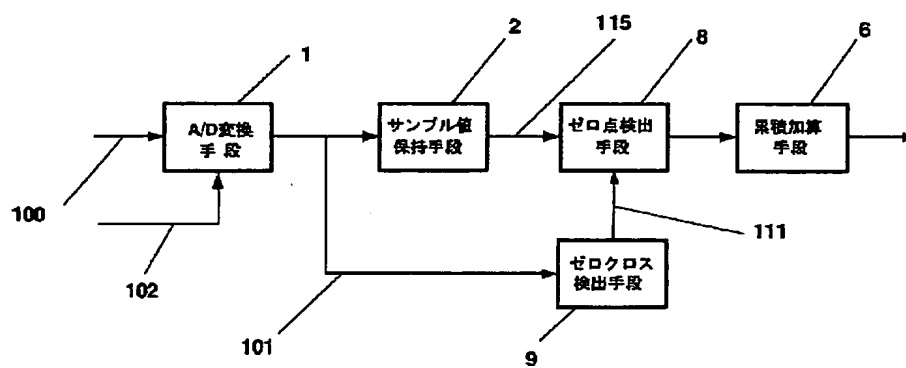 1
2
115
8
6
A/D変換
手 段
サンプル値
保持手段
ゼロ点検出
手段
累積加算
手段
100
102
101
111
ゼロクロス
検出手段
9